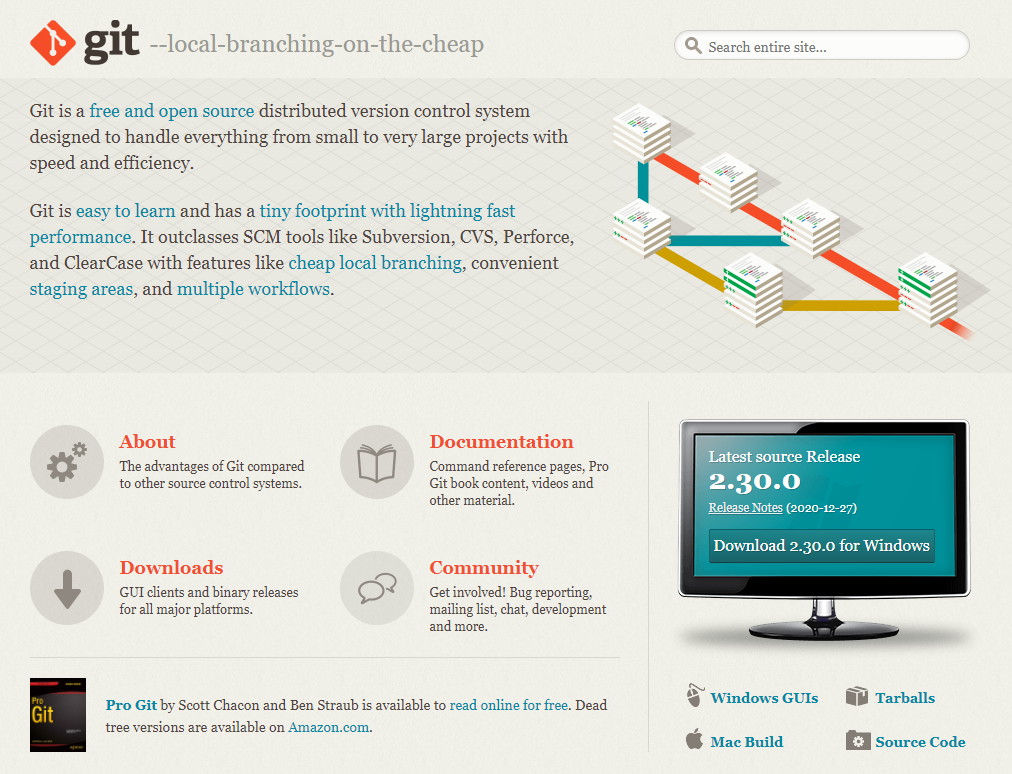 git --local-branching-on-the-cheap
Search entire site...
Git is a free and open source distributed version control system
designed to handle everything from small to very large projects with
speed and efficiency.
Git is easy to learn and has a tiny footprint with lightning fast
performance. It outclasses SCM tools like Subversion, CVS, Perforce,
and ClearCase with features like cheap local branching, convenient
staging areas, and multiple workflows.
About
The advantages of Git compared
to other source control systems.
Documentation
Command reference pages, Pro
Git book content, videos and
other material.
Downloads
GUI clients and binary releases
for all major platforms.
Community
Get involved! Bug reporting,
mailing list, chat, development
and more.
Pro
Git
Pro Git by Scott Chacon and Ben Straub is available to read online for free. Dead
tree versions are available on Amazon.com.
Latest source Release
2.30.0
Release Notes (2020-12-27)
Download 2.30.0 for Windows
Windows GUIs
Tarballs
Mac Build
Source Code